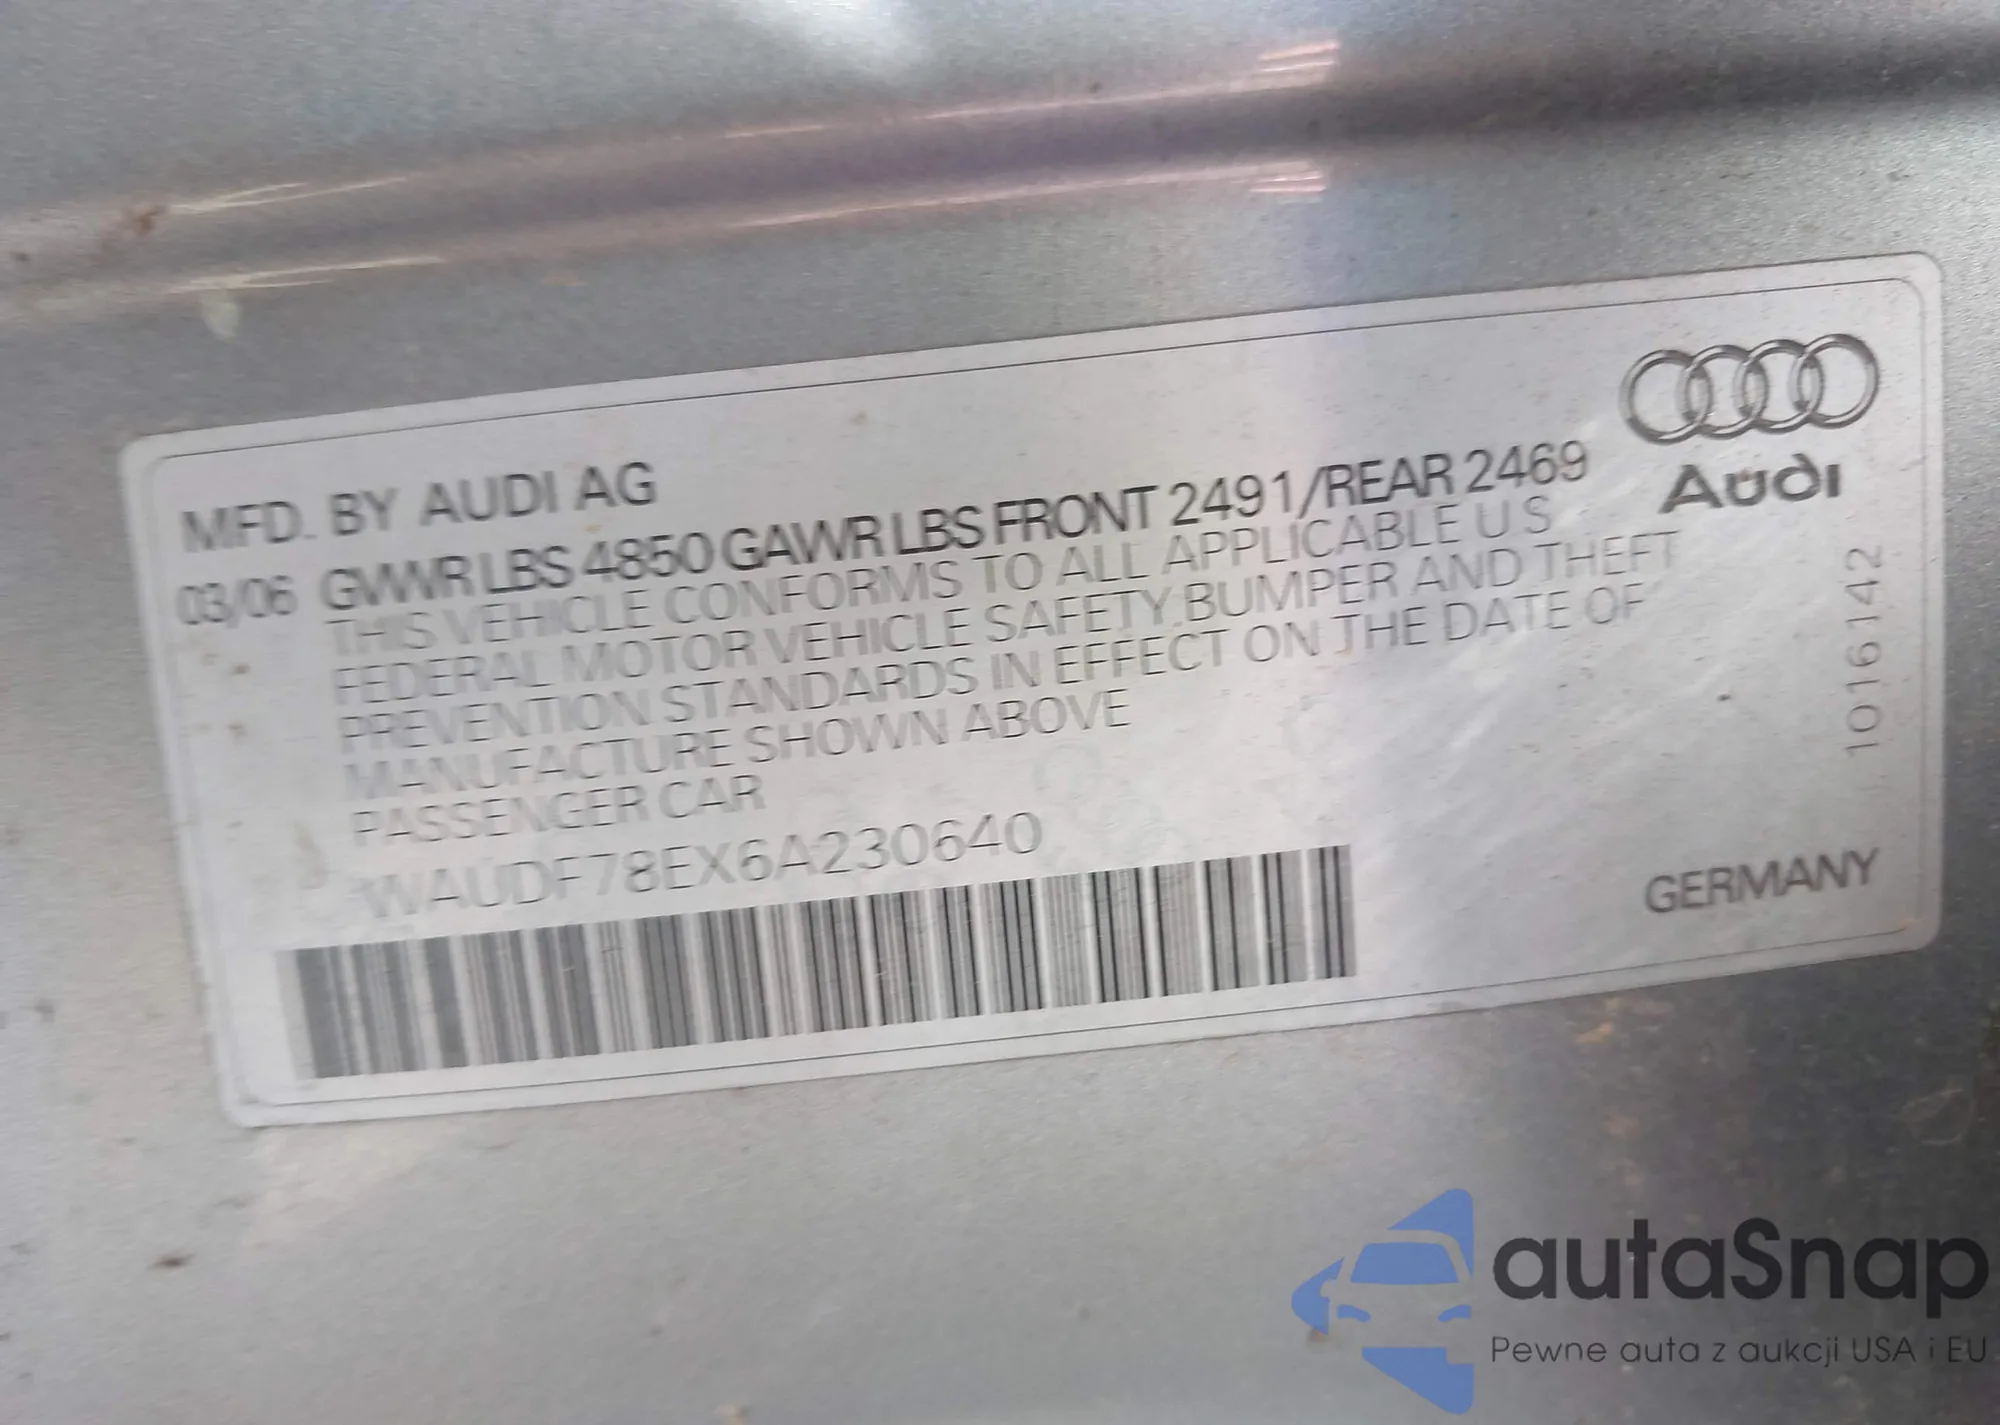 MFD. BY AUDI AG
03/06 GVWR LBS 4850 GAWR LBS FRONT 2491/REAR 2469
THIS VEHICLE CONFORMS TO ALL APPLICABLE U S
FEDERAL MOTOR VEHICLE SAFETY, BUMPER AND THEFT
PREVENTION STANDARDS IN EFFECT ON THE DATE OF
MANUFACTURE SHOWN ABOVE
PASSENGER CAR
WAUDF78EX6A230640
Audi
1016142
GERMANY
autaSnap
Pewne auta z aukcji USA i EU